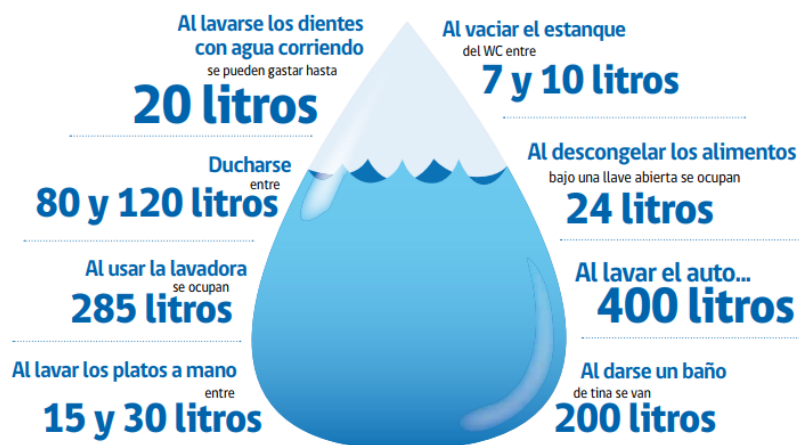 Al lavarse los dientes
con agua corriendo
se pueden gastar hasta
20 litros
Ducharse
entre
80 y 120 litros
Al usar la lavadora
se ocupan
285 litros
Al lavar los platos a mano
entre
15 y 30 litros
Al vaciar el estanque
del WC entre
7 y 10 litros
Al descongelar los alimentos
bajo una llave abierta se ocupan
24 litros
Al lavar el auto...
400 litros
Al darse un baño
de tina se van
200 litros